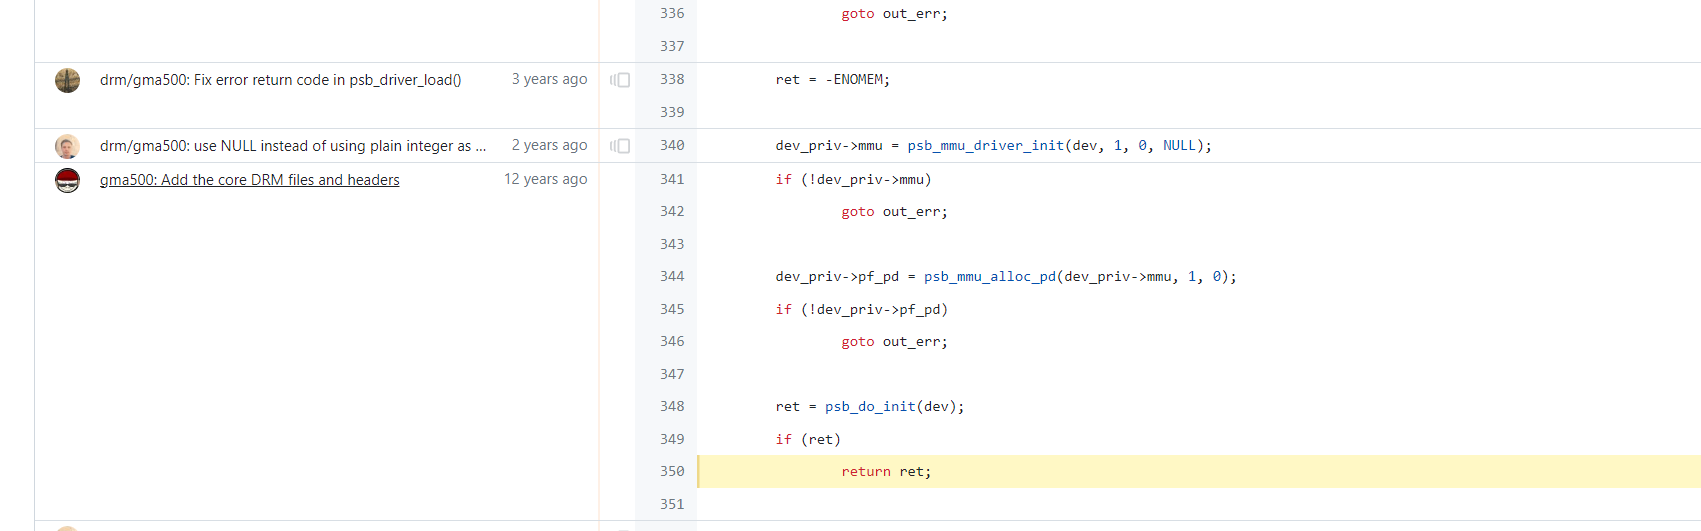 336 goto out_err;
337
drm/gma500: Fix error return code in psb_driver_load() 3 years ago 338 ret = -ENOMEM;
339
drm/gma500: use NULL instead of using plain integer as ... 2 years ago 340 dev_priv->mmu = psb_mmu_driver_init(dev, 1, 0, NULL);
gma500: Add the core DRM files and headers 12 years ago 341 if (!dev_priv->mmu)
342 goto out_err;
343
344 dev_priv->pf_pd = psb_mmu_alloc_pd(dev_priv->mmu, 1, 0);
345 if (!dev_priv->pf_pd)
346 goto out_err;
347
348 ret = psb_do_init(dev);
349 if (ret)
350 return ret;
351